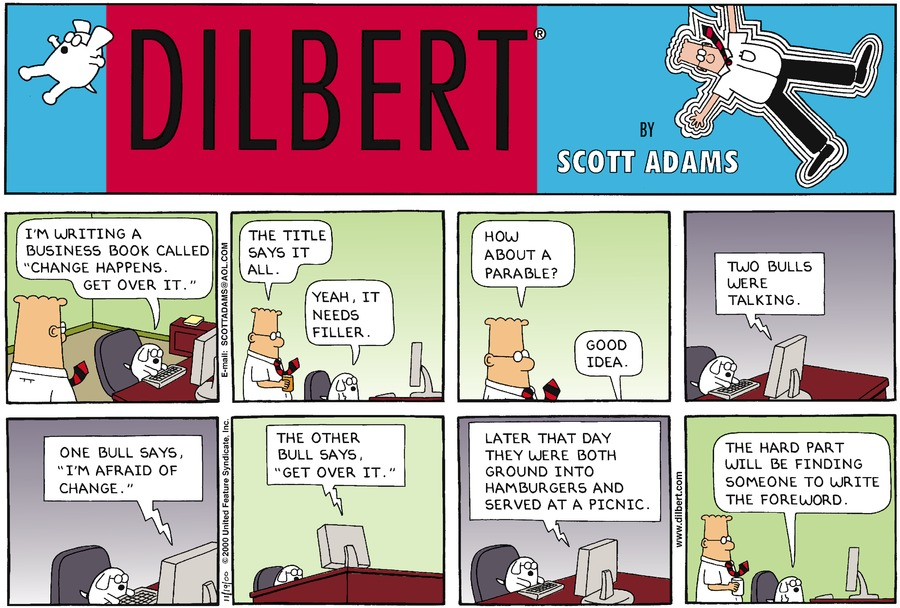 DILBERT®
BY
SCOTT ADAMS
I'M WRITING A
BUSINESS BOOK CALLED
"CHANGE HAPPENS.
GET OVER IT."
E-mail: SCOTTADAMS@AOL.COM
THE TITLE
SAYS IT
ALL.
YEAH, IT
NEEDS
FILLER.
HOW
ABOUT A
PARABLE?
GOOD
IDEA.
TWO BULLS
WERE
TALKING.
ONE BULL SAYS,
"I'M AFRAID OF
CHANGE."
11/19/00 © 2000 United Feature Syndicate, Inc.
THE OTHER
BULL SAYS,
"GET OVER IT."
LATER THAT DAY
THEY WERE BOTH
GROUND INTO
HAMBURGERS AND
SERVED AT A PICNIC.
www.dilbert.com
THE HARD PART
WILL BE FINDING
SOMEONE TO WRITE
THE FOREWORD.